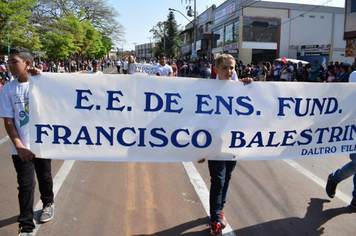 E.E. DE ENS. FUND.
FRANCISCO BALESTRIN
DALTRO FIL